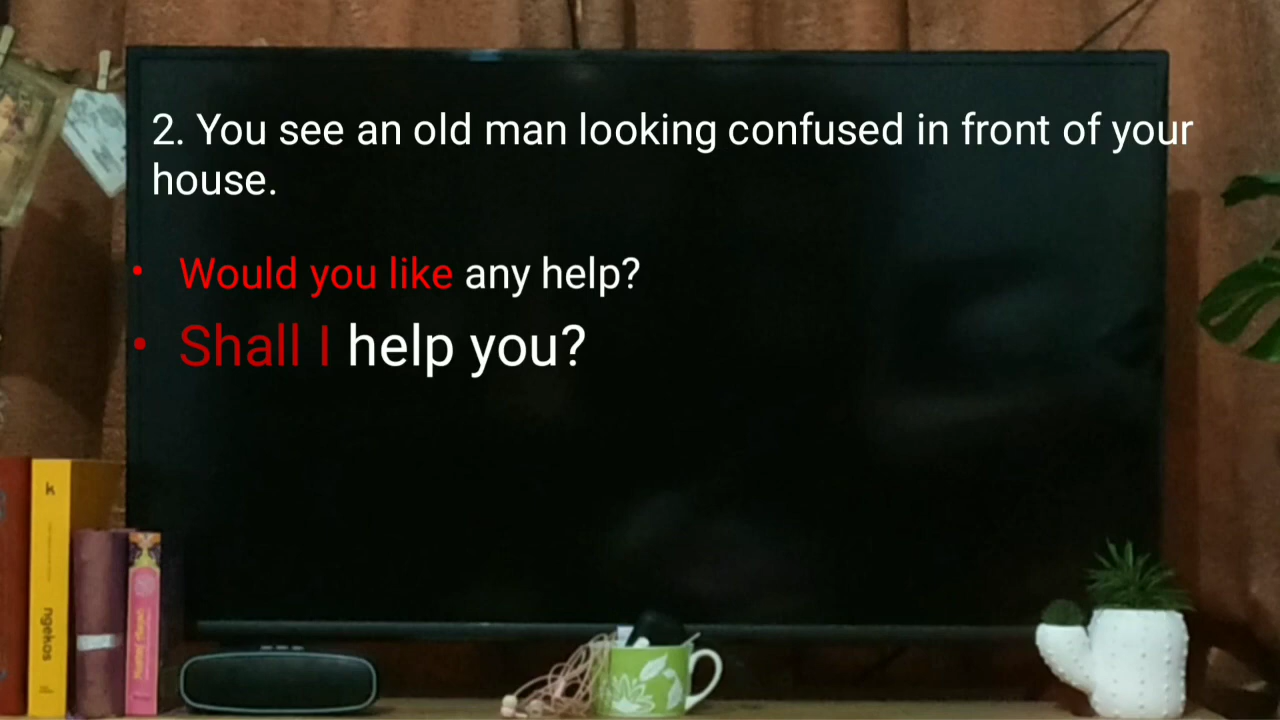 2. You see an old man looking confused in front of your
house.
• Would you like any help?
• Shall I help you?
k
ngekos